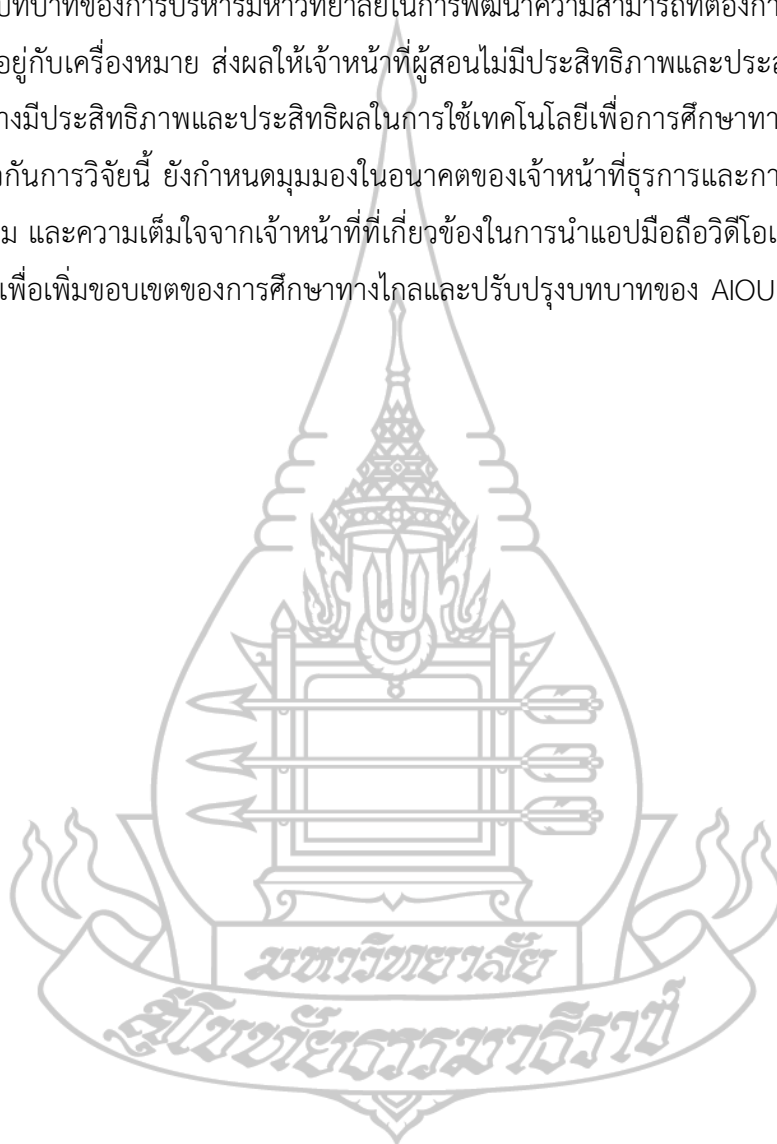 บทบาทของการบริหารมหาวิทยาลัยในการพัฒนาความสามารถที่ต้องกา
อยู่กับเครื่องหมาย ส่งผลให้เจ้าหน้าที่ผู้สอนไม่มีประสิทธิภาพและประส
างมีประสิทธิภาพและประสิทธิผลในการใช้เทคโนโลยีเพื่อการศึกษาทา
กันการวิจัยนี้ ยังกำหนดมุมมองในอนาคตของเจ้าหน้าที่ธุรการและกา
ม และความเต็มใจจากเจ้าหน้าที่ที่เกี่ยวข้องในการนำแอปมือถือวิดีโอเ
เพื่อเพิ่มขอบเขตของการศึกษาทางไกลและปรับปรุงบทบาทของ AIOU
มหาวิทยาลัย
สุโขทัยธรรมาธิราช